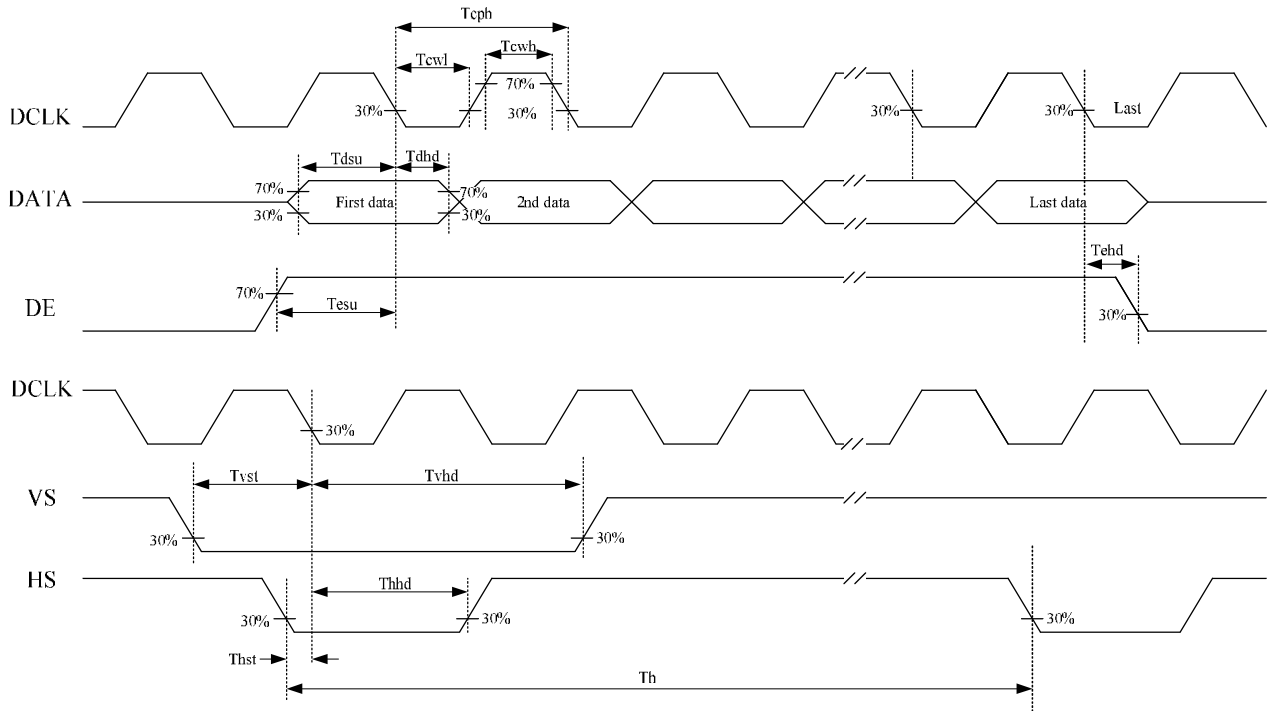 Tcph
Tcwl
Tcwh
DCLK
30%
70%
30%
30%
30%
Last
Tdsu
Tdhd
DATA
70%
30%
First data
70%
30%
2nd data
Last data
Tehd
DE
70%
Tesu
30%
DCLK
30%
VS
Tvst
Tvhd
30%
30%
HS
Thhd
30%
30%
30%
Thst
Th